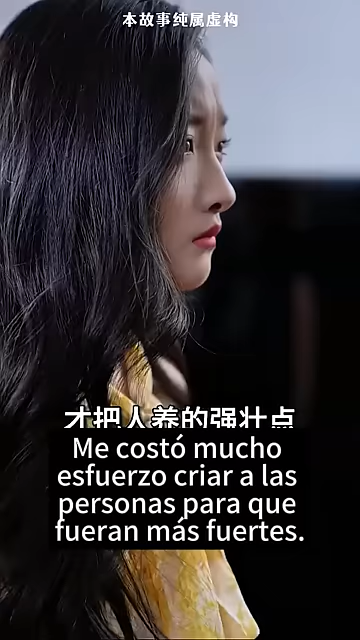 本故事纯属虚构
才把人养的强壮点
Me costó mucho
esfuerzo criar a las
personas para que
fueran más fuertes.